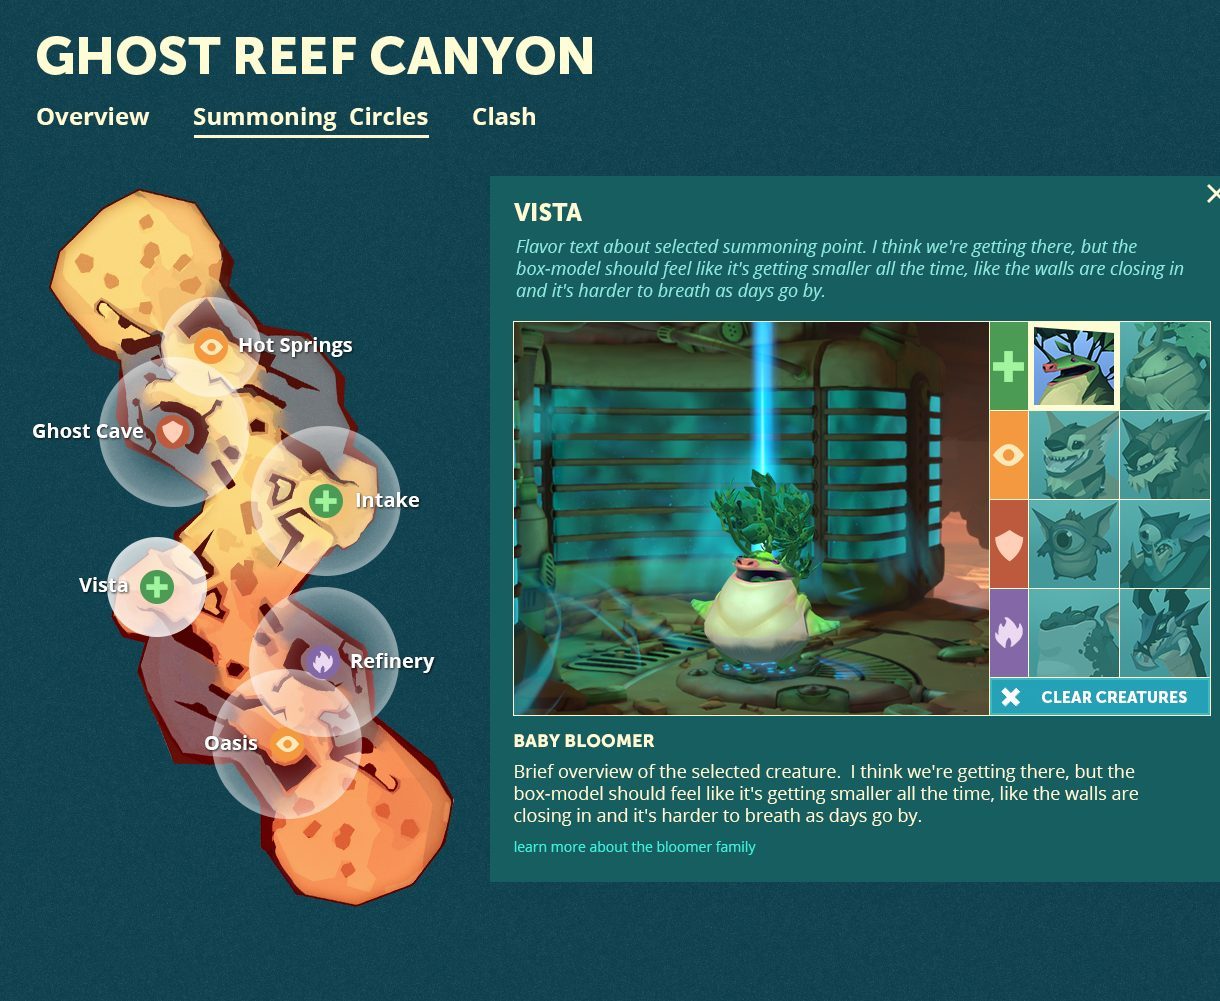 GHOST REEF CANYON
Overview Summoning Circles Clash
Hot Springs
Ghost Cave
Intake
Vista
Refinery
Oasis
VISTA
Flavor text about selected summoning point. I think we're getting there, but the
box-model should feel like it's getting smaller all the time, like the walls are closing in
and it's harder to breath as days go by.
CLEAR CREATURES
BABY BLOOMER
Brief overview of the selected creature. I think we're getting there, but the
box-model should feel like it's getting smaller all the time, like the walls are
closing in and it's harder to breath as days go by.
learn more about the bloomer family